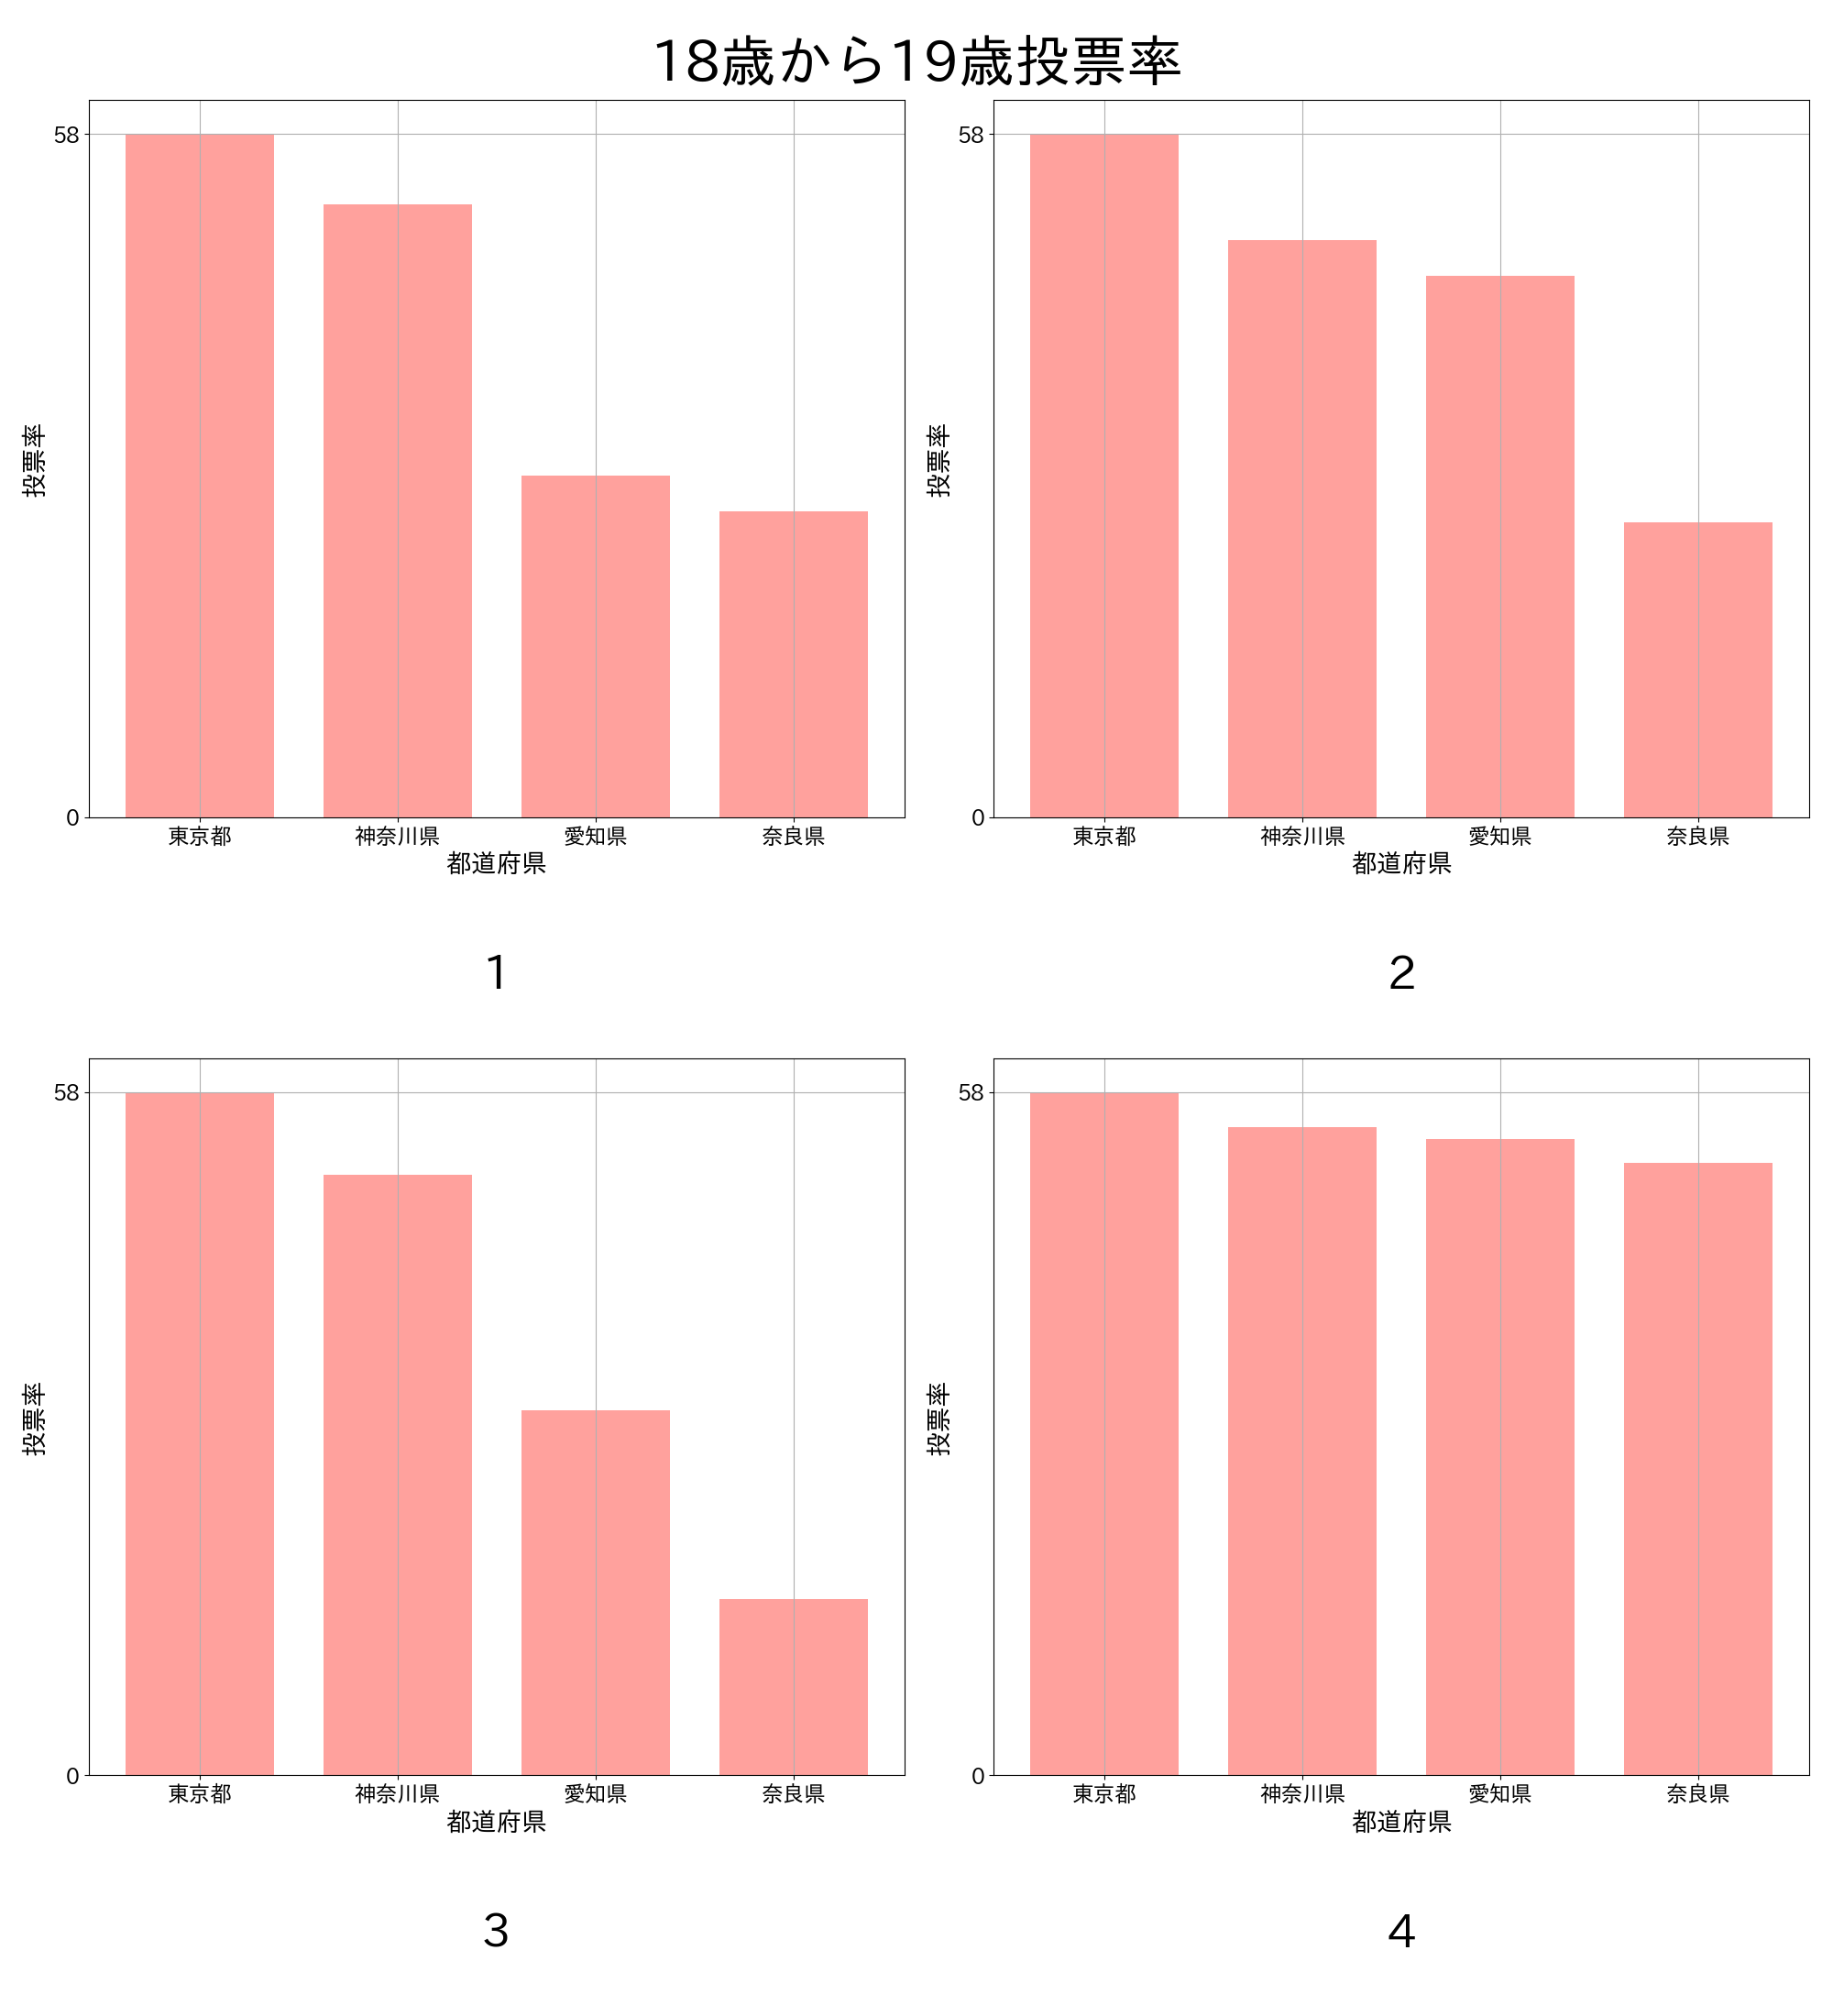 18歳から19歳投票率
58
0
投票率
東京都 神奈川県 愛知県 奈良県
都道府県
1
58
0
投票率
東京都 神奈川県 愛知県 奈良県
都道府県
2
58
0
投票率
東京都 神奈川県 愛知県 奈良県
都道府県
3
58
0
投票率
東京都 神奈川県 愛知県 奈良県
都道府県
4